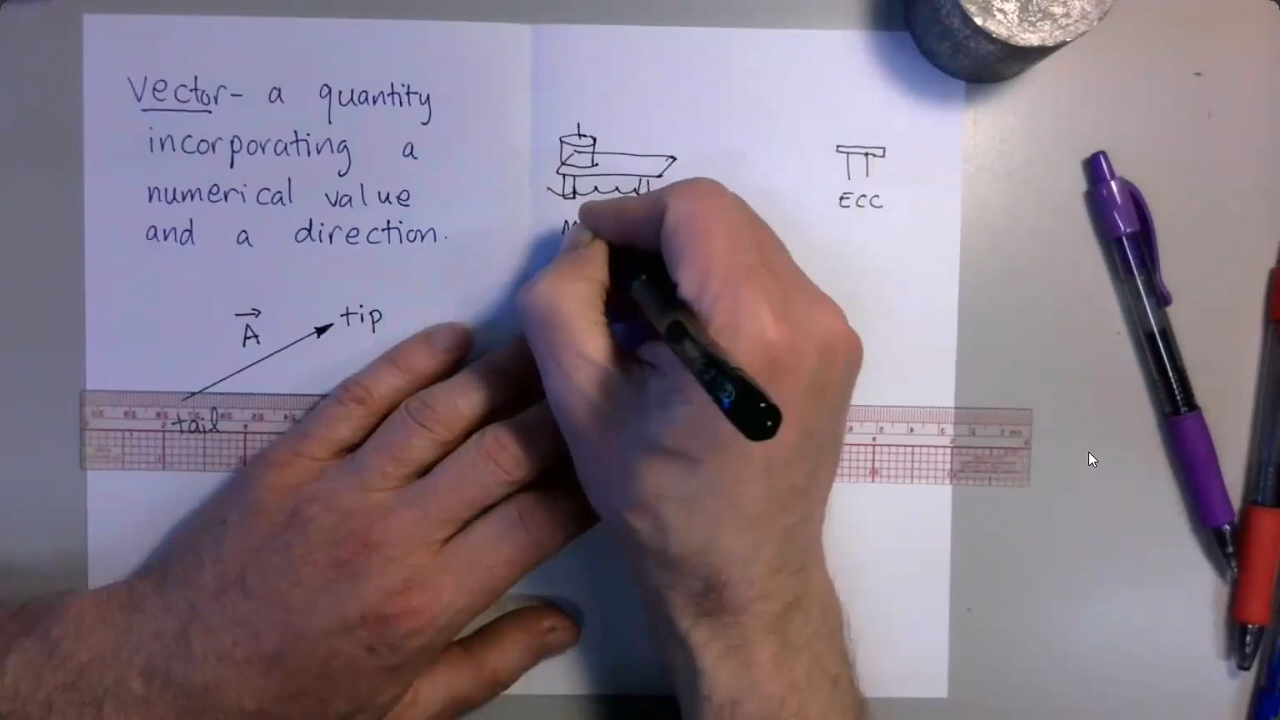 vector- a quantity
incorporating a
numerical value
and a direction.
A
tip
tail
ECC